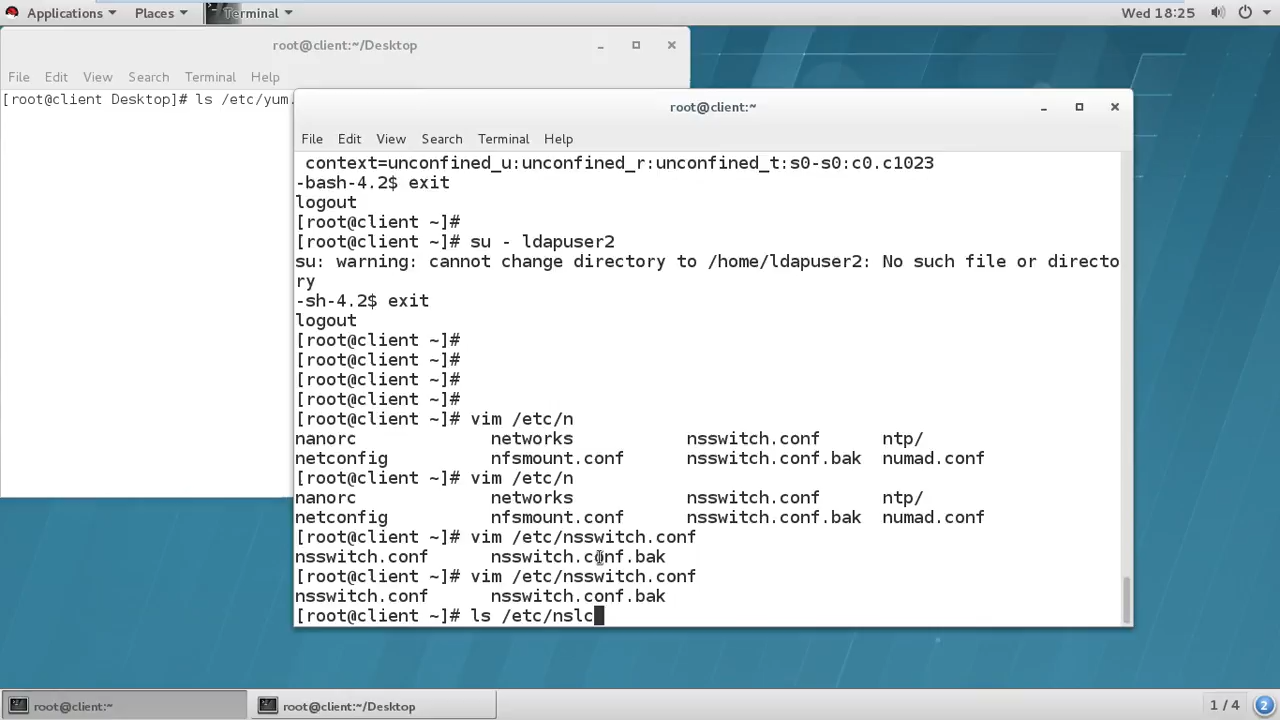 Applications Places Terminal Wed 18:25
root@client:~/Desktop
File Edit View Search Terminal Help
[root@client Desktop]# ls /etc/yum.
root@client:~
File Edit View Search Terminal Help
context=unconfined_u:unconfined_r:unconfined_t:s0-s0:c0.c1023
-bash-4.2$ exit
logout
[root@client ~]#
[root@client ~]# su - ldapuser2
su: warning: cannot change directory to /home/ldapuser2: No such file or directo
ry
-sh-4.2$ exit
logout
[root@client ~]#
[root@client ~]#
[root@client ~]#
[root@client ~]#
[root@client ~]# vim /etc/n
nanorc networks nsswitch.conf ntp/
netconfig nfsmount.conf nsswitch.conf.bak numad.conf
[root@client ~]# vim /etc/n
nanorc networks nsswitch.conf ntp/
netconfig nfsmount.conf nsswitch.conf.bak numad.conf
[root@client ~]# vim /etc/nsswitch.conf
nsswitch.conf nsswitch.conf.bak
[root@client ~]# vim /etc/nsswitch.conf
nsswitch.conf nsswitch.conf.bak
[root@client ~]# ls /etc/nslc
root@client:~ root@client:~/Desktop 1 / 4 2